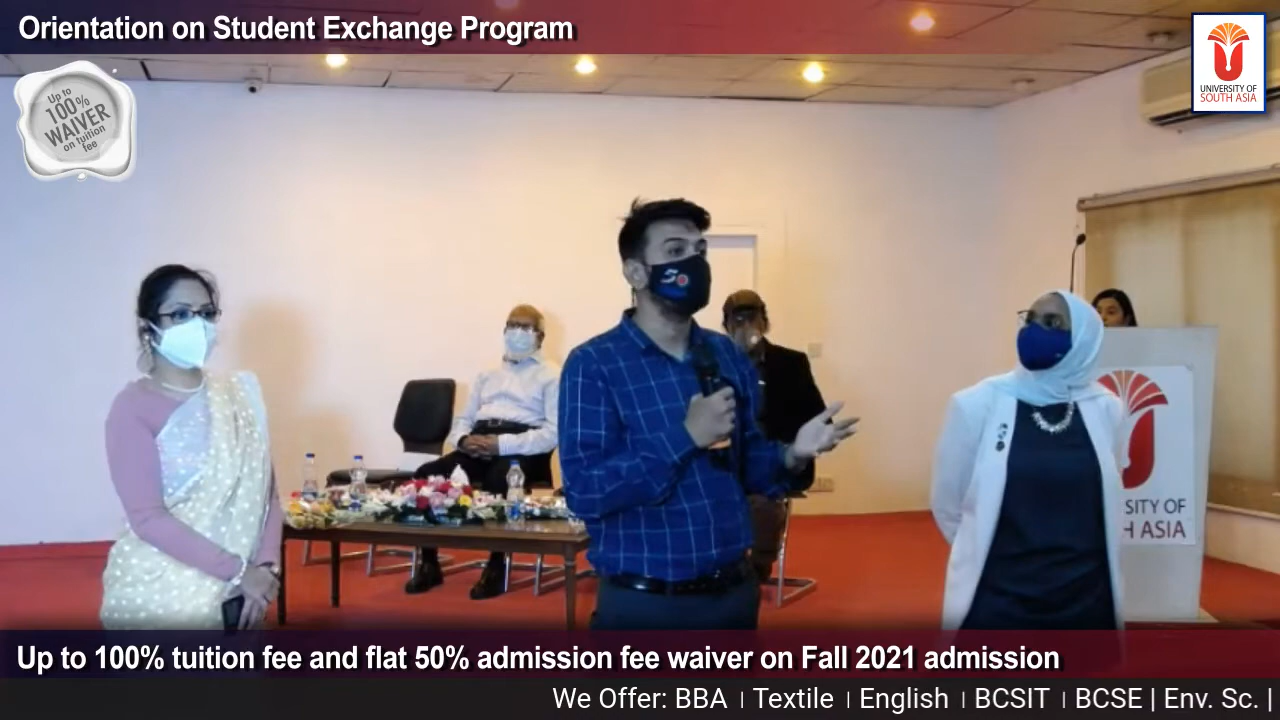 Orientation on Student Exchange Program
UNIVERSITY OF
SOUTH ASIA
Up to
100%
WAIVER
on tuition
fee
50
SITY OF
H ASIA
Up to 100% tuition fee and flat 50% admission fee waiver on Fall 2021 admission
We Offer: BBA | Textile | English | BCSIT | BCSE | Env. Sc. |